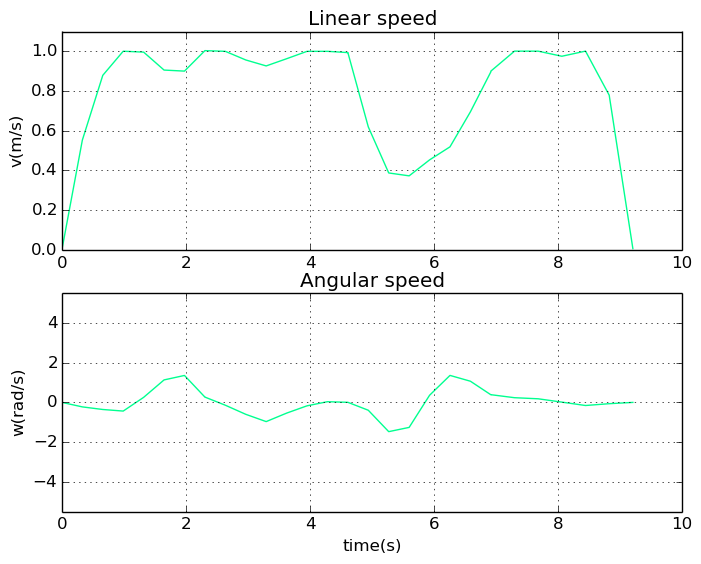 Linear speed
1.0
0.8
0.6
0.4
0.2
0.0
v(m/s)
0 2 4 6 8 10
Angular speed
4
2
0
−2
−4
w(rad/s)
0 2 4 6 8 10
time(s)